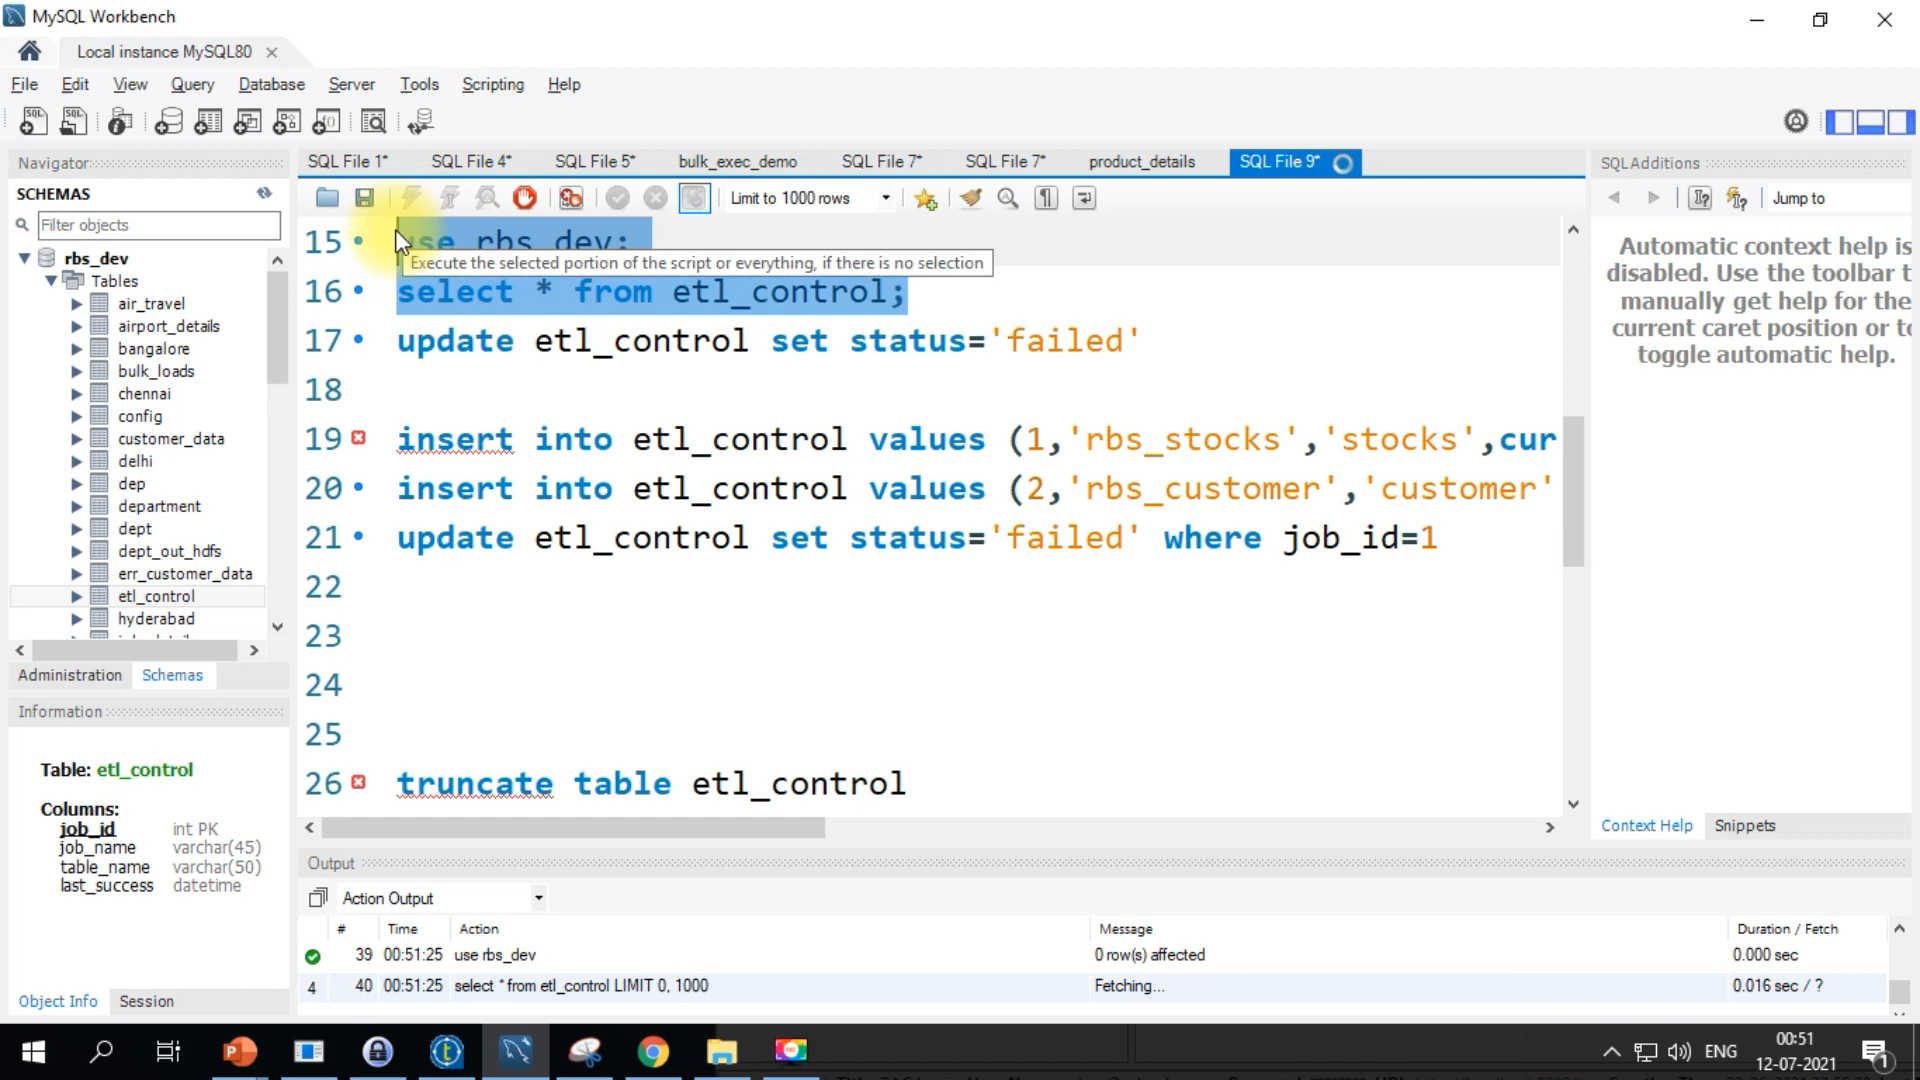 MySQL Workbench
Local instance MySQL80
File Edit View Query Database Server Tools Scripting Help
Navigator
SCHEMAS
Filter objects
rbs_dev
Tables
air_travel
airport_details
bangalore
bulk_loads
chennai
config
customer_data
delhi
dep
department
dept
dept_out_hdfs
err_customer_data
etl_control
hyderabad
Administration Schemas
Information
Table: etl_control
Columns:
job_id int PK
job_name varchar(45)
table_name varchar(50)
last_success datetime
Object Info Session
SQL File 1* SQL File 4* SQL File 5* bulk_exec_demo SQL File 7* SQL File 7* product_details SQL File 9*
Limit to 1000 rows
15 use rbs_dev;
Execute the selected portion of the script or everything, if there is no selection
16 select * from etl_control;
17 update etl_control set status='failed'
18
19 insert into etl_control values (1,'rbs_stocks','stocks',cur
20 insert into etl_control values (2,'rbs_customer','customer'
21 update etl_control set status='failed' where job_id=1
22
23
24
25
26 truncate table etl_control
Output
Action Output
# Time Action Message Duration / Fetch
39 00:51:25 use rbs_dev 0 row(s) affected 0.000 sec
4 40 00:51:25 select * from etl_control LIMIT 0, 1000 Fetching... 0.016 sec / ?
SQLAdditions
Jump to
Automatic context help is
disabled. Use the toolbar t
manually get help for the
current caret position or to
toggle automatic help.
Context Help Snippets
ENG
00:51
12-07-2021
1